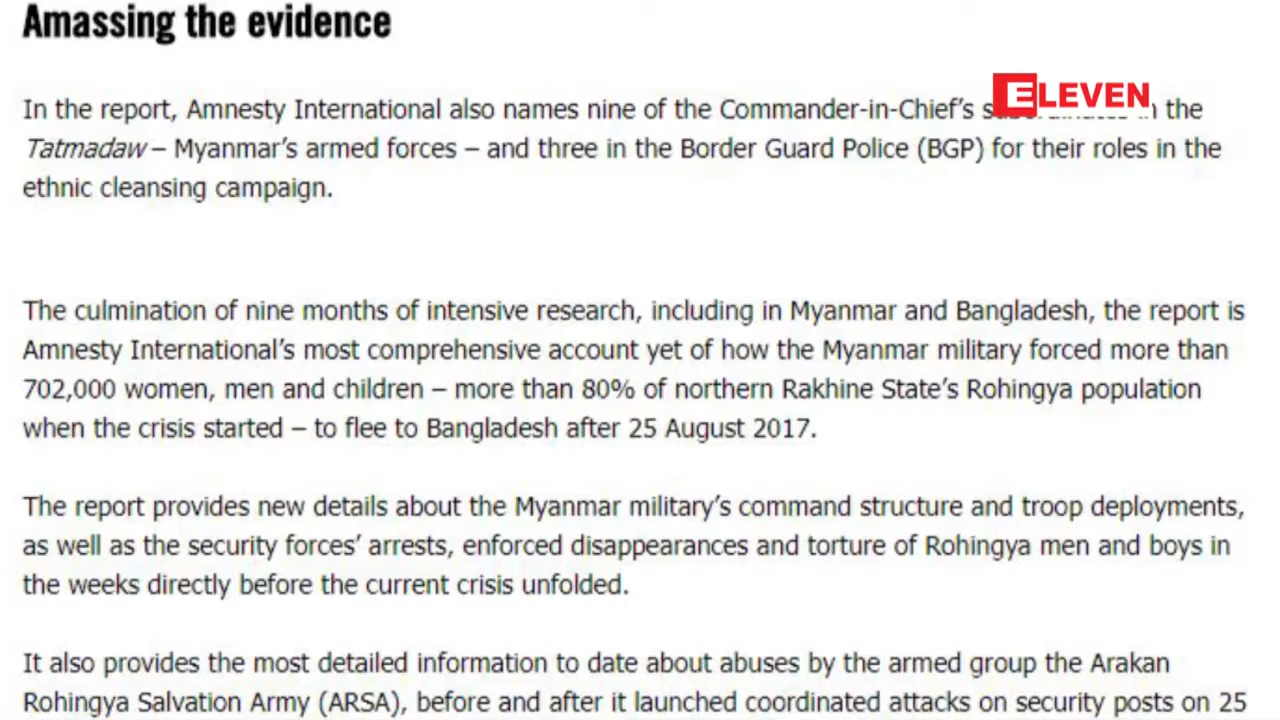 Amassing the evidence
ELEVEN
In the report, Amnesty International also names nine of the Commander-in-Chief's in the
Tatmadaw – Myanmar's armed forces – and three in the Border Guard Police (BGP) for their roles in the
ethnic cleansing campaign.
The culmination of nine months of intensive research, including in Myanmar and Bangladesh, the report is
Amnesty International's most comprehensive account yet of how the Myanmar military forced more than
702,000 women, men and children – more than 80% of northern Rakhine State's Rohingya population
when the crisis started – to flee to Bangladesh after 25 August 2017.
The report provides new details about the Myanmar military's command structure and troop deployments,
as well as the security forces' arrests, enforced disappearances and torture of Rohingya men and boys in
the weeks directly before the current crisis unfolded.
It also provides the most detailed information to date about abuses by the armed group the Arakan
Rohingya Salvation Army (ARSA), before and after it launched coordinated attacks on security posts on 25